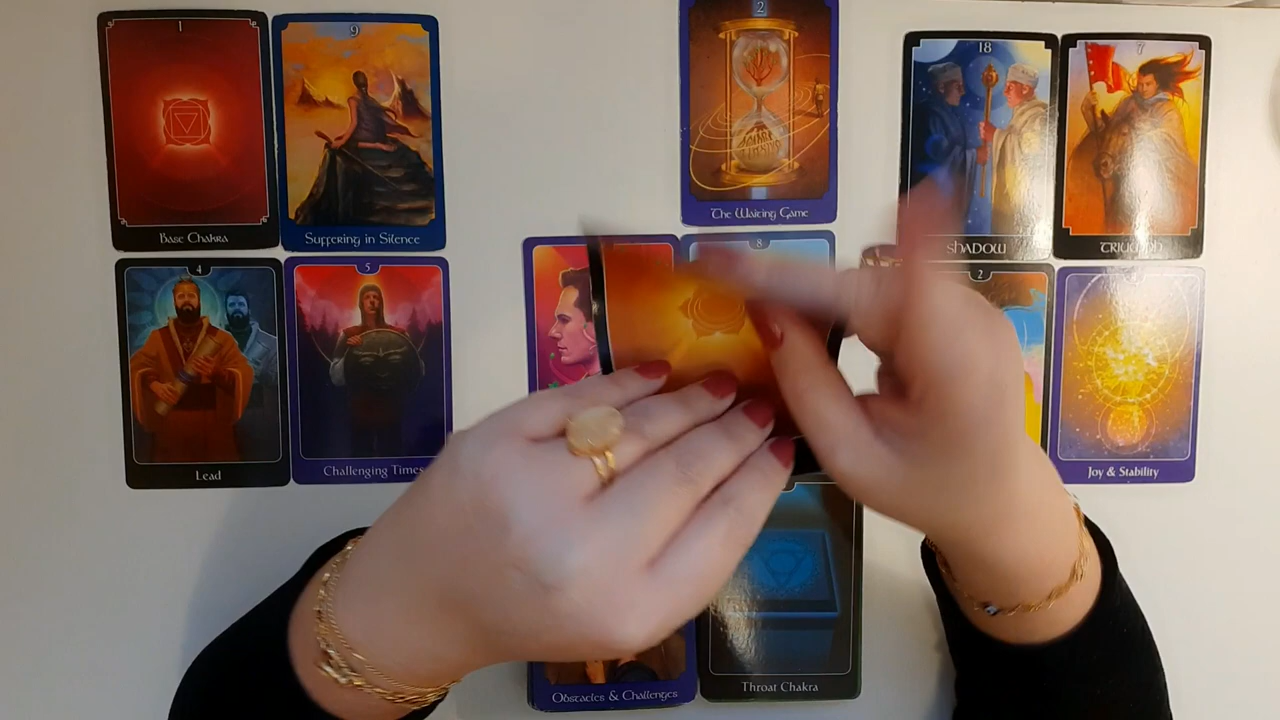 1
Base Chakra
9
Suffering in Silence
2
The Waiting Game
18
SHADOW
7
TRIUMPH
4
Lead
5
Challenging Times
8
2
Joy & Stability
Obstacles & Challenges
Throat Chakra